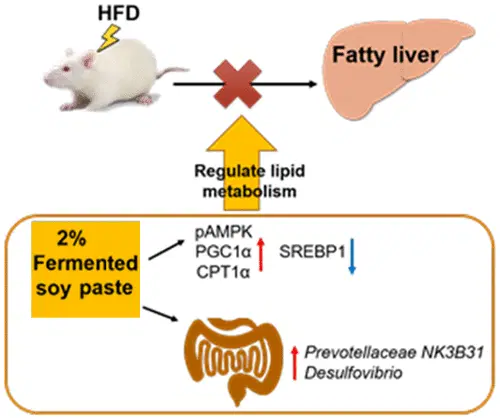 HFD
Fatty liver
Regulate lipid
metabolism
2%
Fermented
soy paste
pAMPK
PGC1α
CPT1α
SREBP1
Prevotellaceae NK3B31
Desulfovibrio